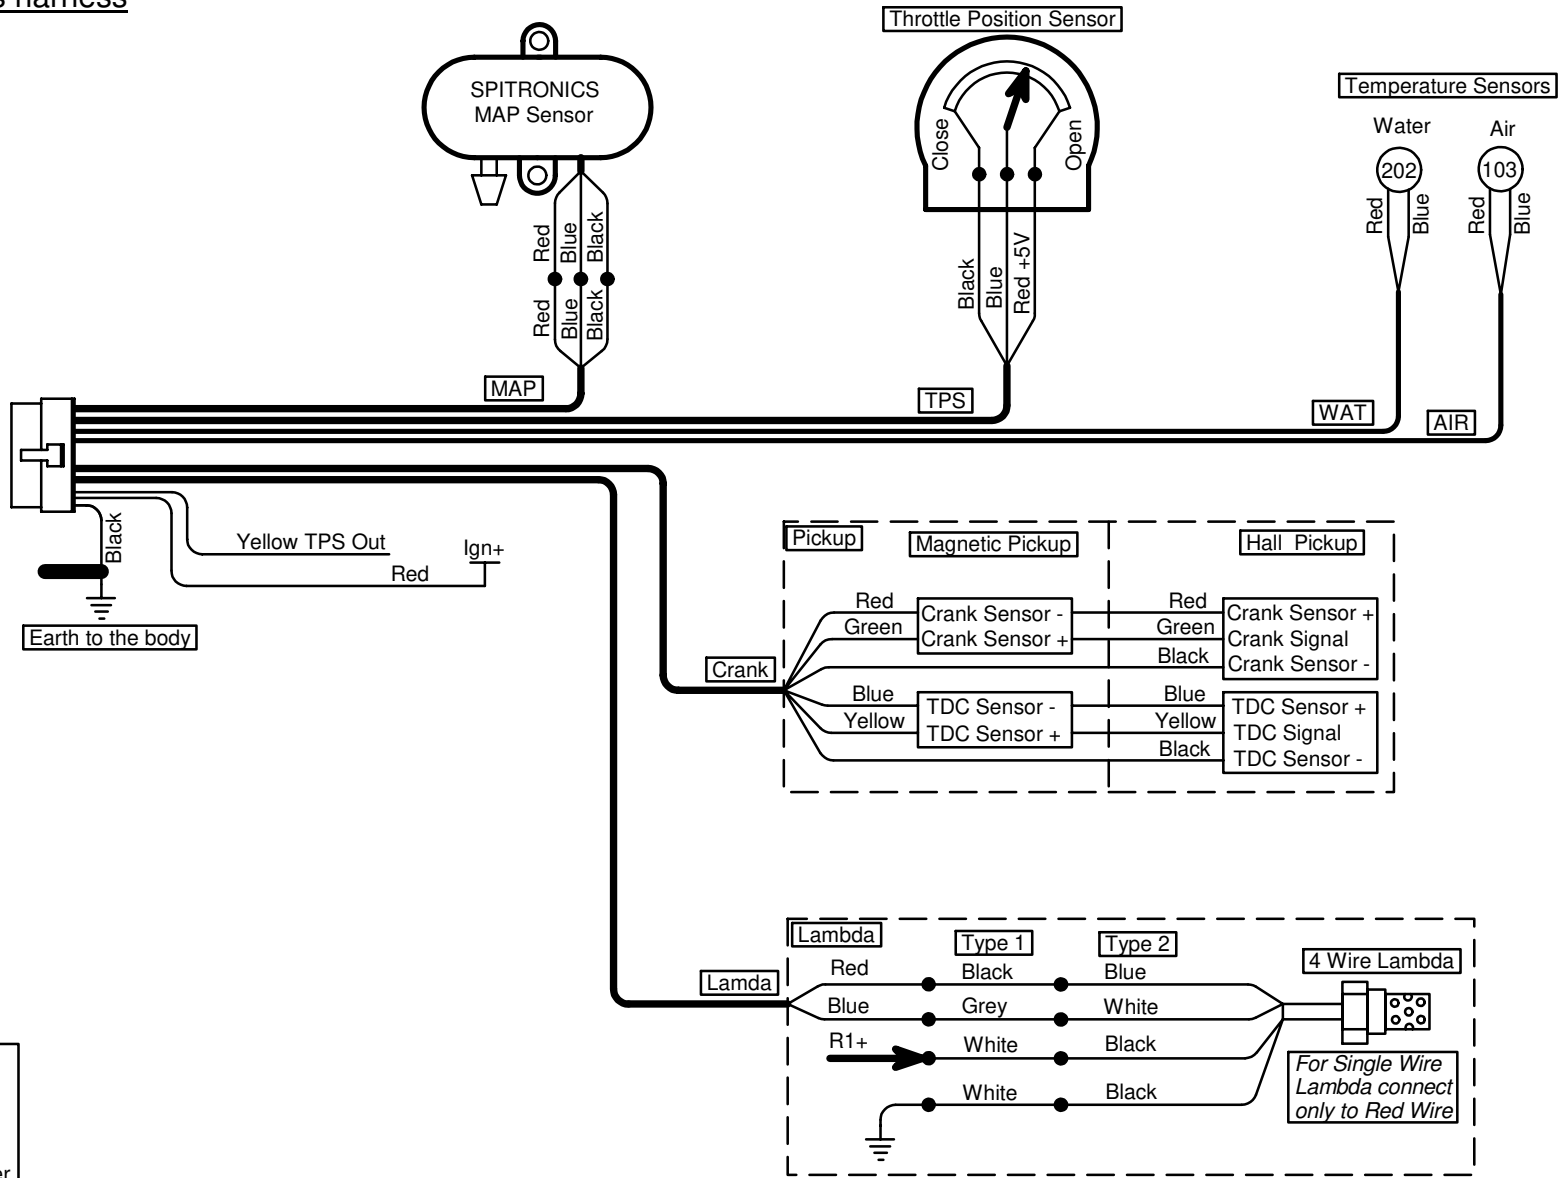 s harness
Throttle Position Sensor
SPITRONICS
MAP Sensor
Temperature Sensors
Water
Air
202
103
Close
Open
Red
Blue
Red
Blue
Red
Blue
Black
Red
Blue
Black
Black
Blue
Red +5V
MAP
TPS
WAT
AIR
Black
Yellow TPS Out
Ign+
Red
Earth to the body
Pickup
Magnetic Pickup
Hall Pickup
Red
Crank Sensor -
Red
Crank Sensor +
Green
Crank Sensor +
Green
Crank Signal
Black
Crank Sensor -
Crank
Blue
TDC Sensor -
Blue
TDC Sensor +
Yellow
TDC Sensor +
Yellow
TDC Signal
Black
TDC Sensor -
Lambda
Type 1
Type 2
4 Wire Lambda
Lamda
Red
Black
Blue
Blue
Grey
White
R1+
White
Black
White
Black
For Single Wire
Lambda connect
only to Red Wire
er